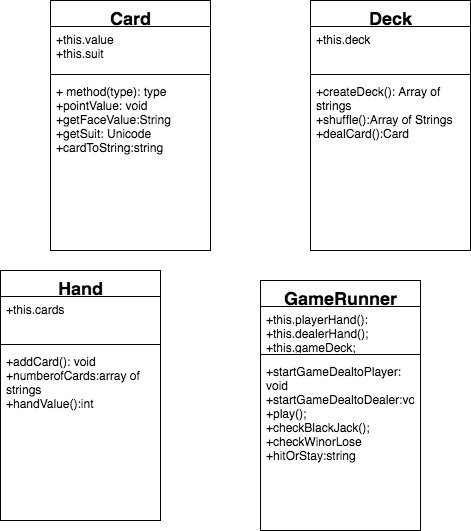 Card
+this.value
+this.suit
+ method(type): type
+pointValue: void
+getFaceValue:String
+getSuit: Unicode
+cardToString:string
Deck
+this.deck
+createDeck(): Array of
strings
+shuffle():Array of Strings
+dealCard():Card
Hand
+this.cards
+addCard(): void
+numberofCards:array of
strings
+handValue():int
GameRunner
+this.playerHand():
+this.dealerHand();
+this.gameDeck;
+startGameDealtoPlayer:
void
+startGameDealtoDealer:vc
+play();
+checkBlackJack();
+checkWinorLose
+hitOrStay:string